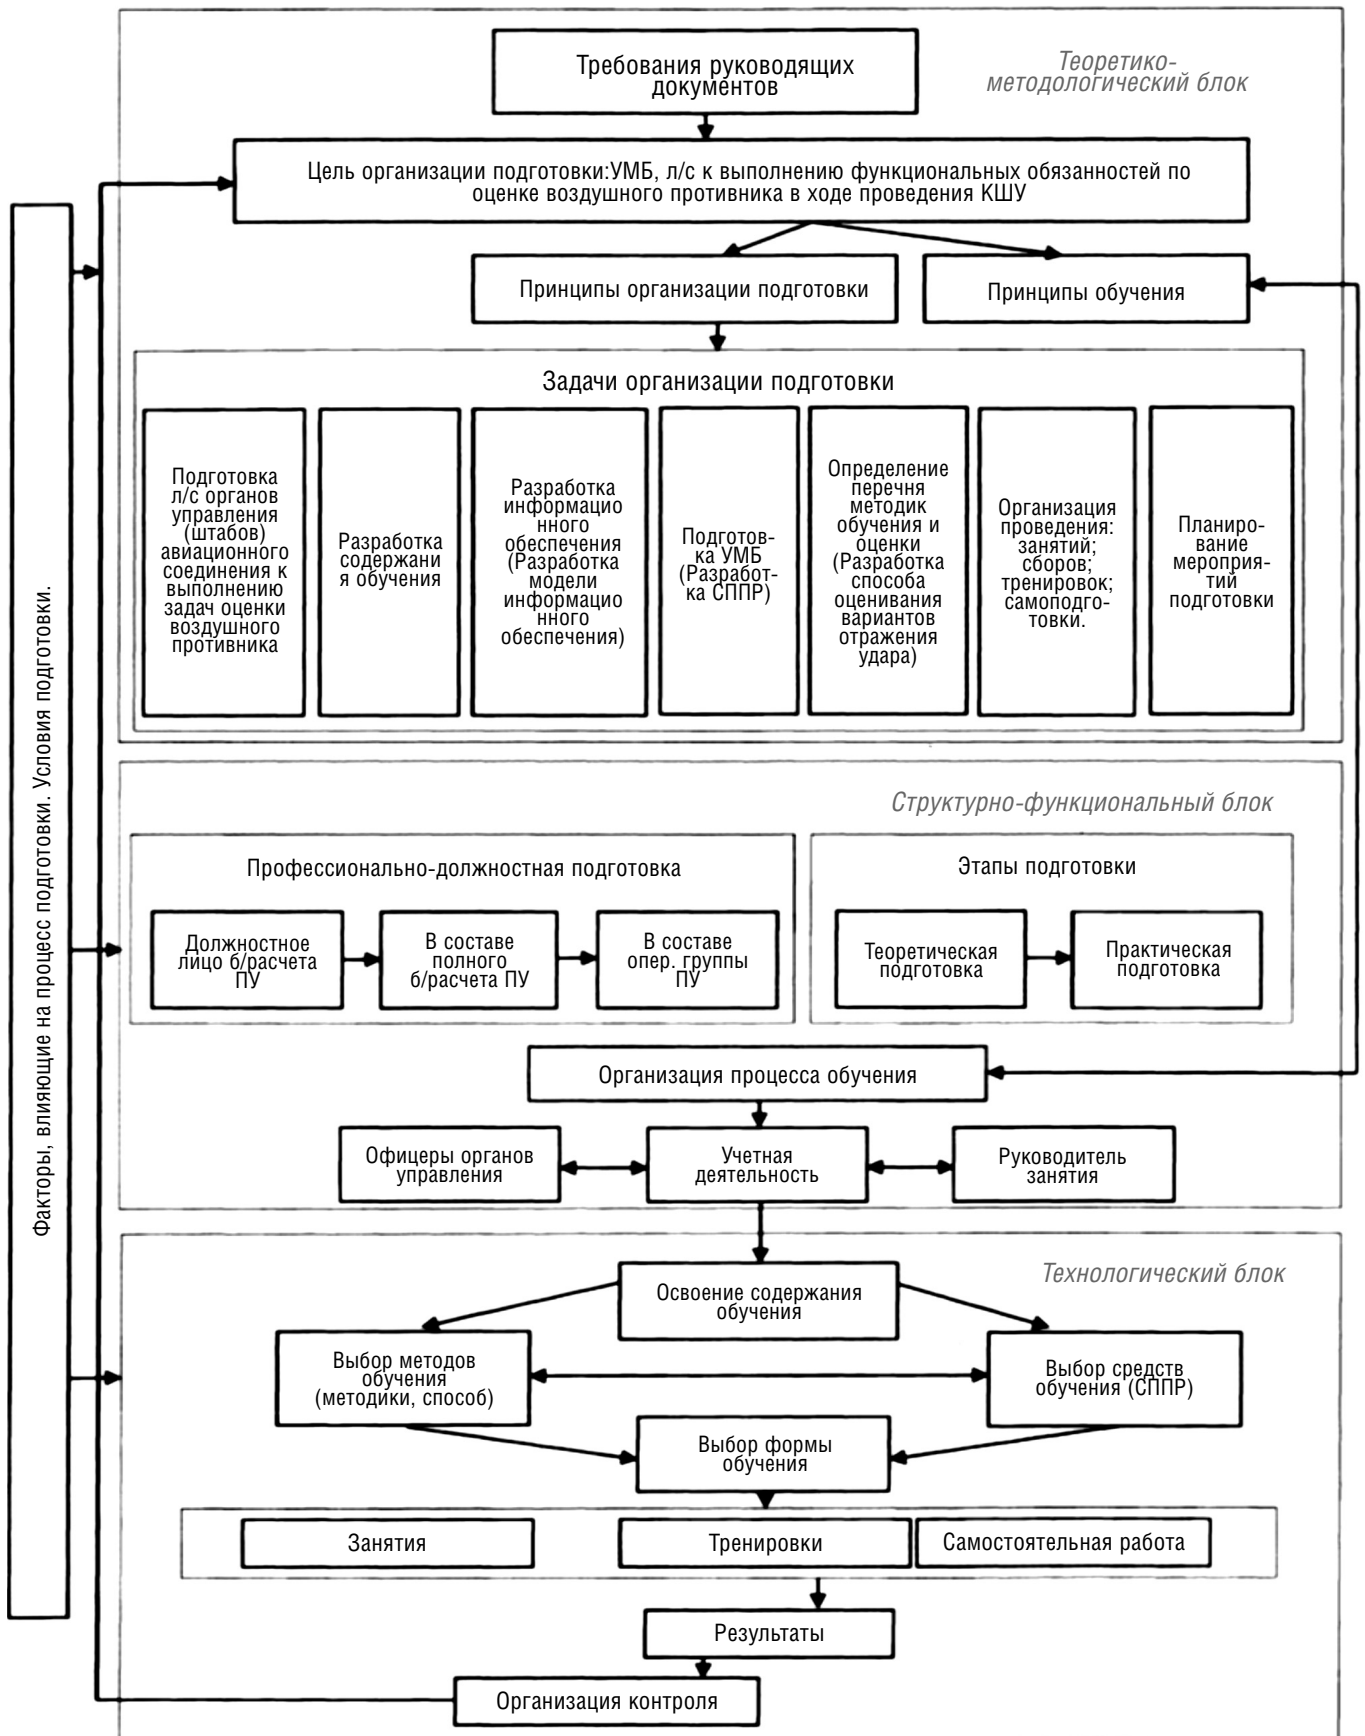 Теоретико-
методологический блок
Требования руководящих
документов
Цель организации подготовки:УМБ, л/с к выполнению функциональных обязанностей по
оценке воздушного противника в ходе проведения КШУ
Принципы организации подготовки
Принципы обучения
Задачи организации подготовки
Подготовка
л/с органов
управления
(штабов)
авиационного
соединения к
выполнению
задач оценки
воздушного
противника
Разработка
содержани
я обучения
Разработка
информацио
нного
обеспечения
(Разработка
модели
информацио
нного
обеспечения)
Подготов-
ка УМБ
(Разработ-
ка СППР)
Определение
перечня
методик
обучения и
оценки
(Разработка
способа
оценивания
вариантов
отражения
удара)
Организация
проведения:
занятий;
сборов;
тренировок;
самоподго-
товки.
Планиро-
вание
мероприя-
тий
подготовки
Факторы, влияющие на процесс подготовки. Условия подготовки.
Структурно-функциональный блок
Профессионально-должностная подготовка
Должностное
лицо б/расчета
ПУ
В составе
полного
б/расчета ПУ
В составе
опер. группы
ПУ
Этапы подготовки
Теоретическая
подготовка
Практическая
подготовка
Организация процесса обучения
Офицеры органов
управления
Учетная
деятельность
Руководитель
занятия
Технологический блок
Освоение содержания
обучения
Выбор методов
обучения
(методики, способ)
Выбор средств
обучения (СППР)
Выбор формы
обучения
Занятия
Тренировки
Самостоятельная работа
Результаты
Организация контроля